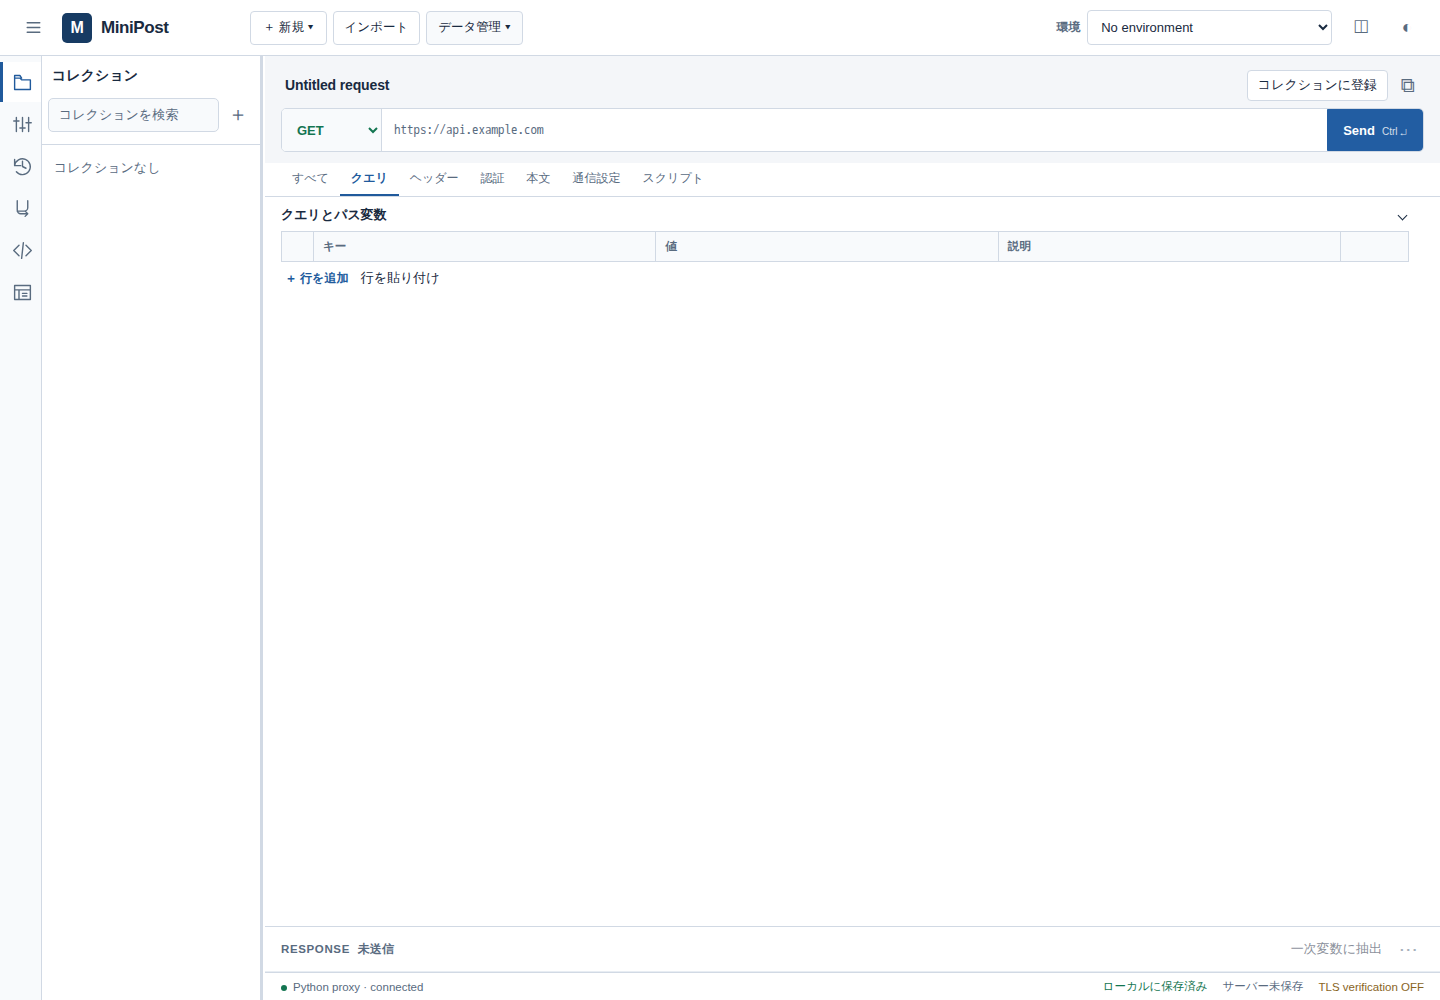 M MiniPost ＋ 新規 ▾ インポート データ管理 ▾ 環境 No environment
コレクション
コレクションを検索 ＋
コレクションなし
Untitled request コレクションに登録
GET https://api.example.com Send Ctrl ⏎
すべて クエリ ヘッダー 認証 本文 通信設定 スクリプト
クエリとパス変数
キー 値 説明
+ 行を追加 行を貼り付け
RESPONSE 未送信 一次変数に抽出 ···
Python proxy · connected ローカルに保存済み サーバー未保存 TLS verification OFF